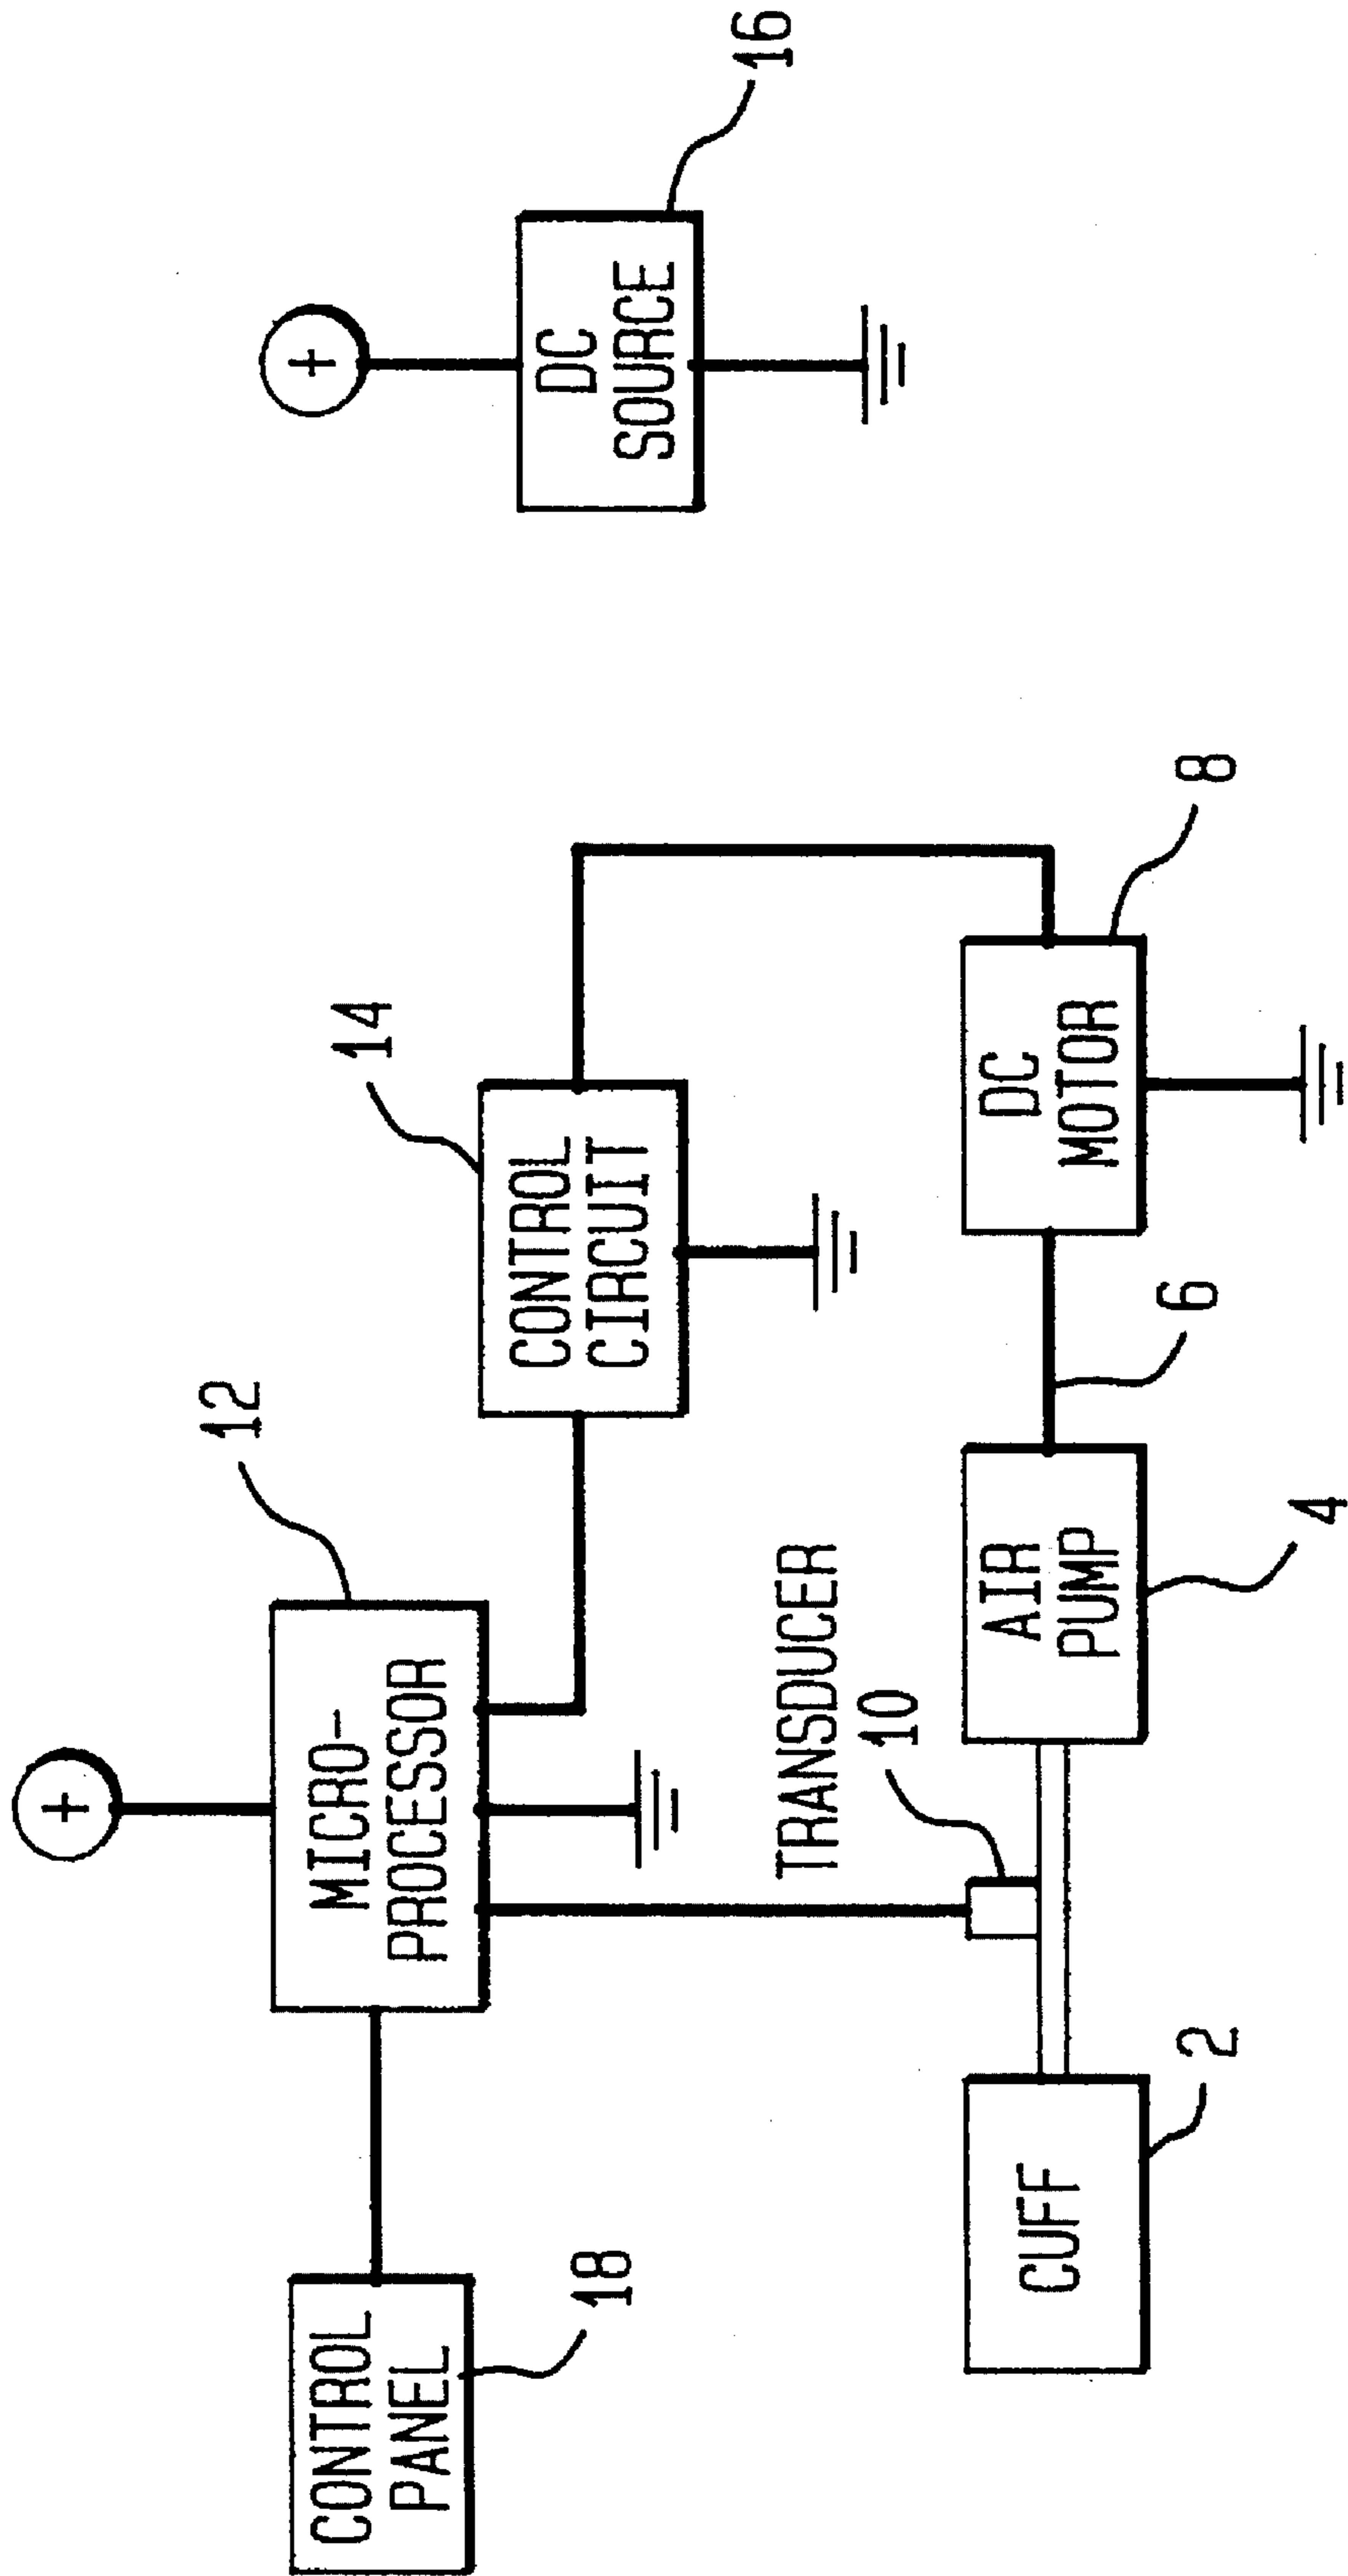 CONTROL
PANEL
18
+
MICRO-
PROCESSOR
12
CONTROL
CIRCUIT
14
+
DC
SOURCE
16
TRANSDUCER
10
CUFF
2
AIR
PUMP
4
6
DC
MOTOR
8